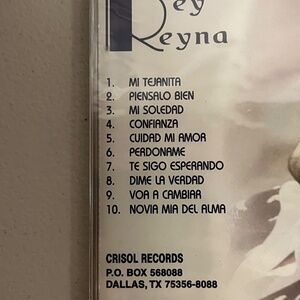 Rey
Reyna
1. MI TEJANITA
2. PIENSALO BIEN
3. MI SOLEDAD
4. CONFIANZA
5. CUIDAD MI AMOR
6. PERDONAME
7. TE SIGO ESPERANDO
8. DIME LA VERDAD
9. VOA A CAMBIAR
10. NOVIA MIA DEL ALMA
CRISOL RECORDS
P.O. BOX 568088
DALLAS, TX 75356-8088